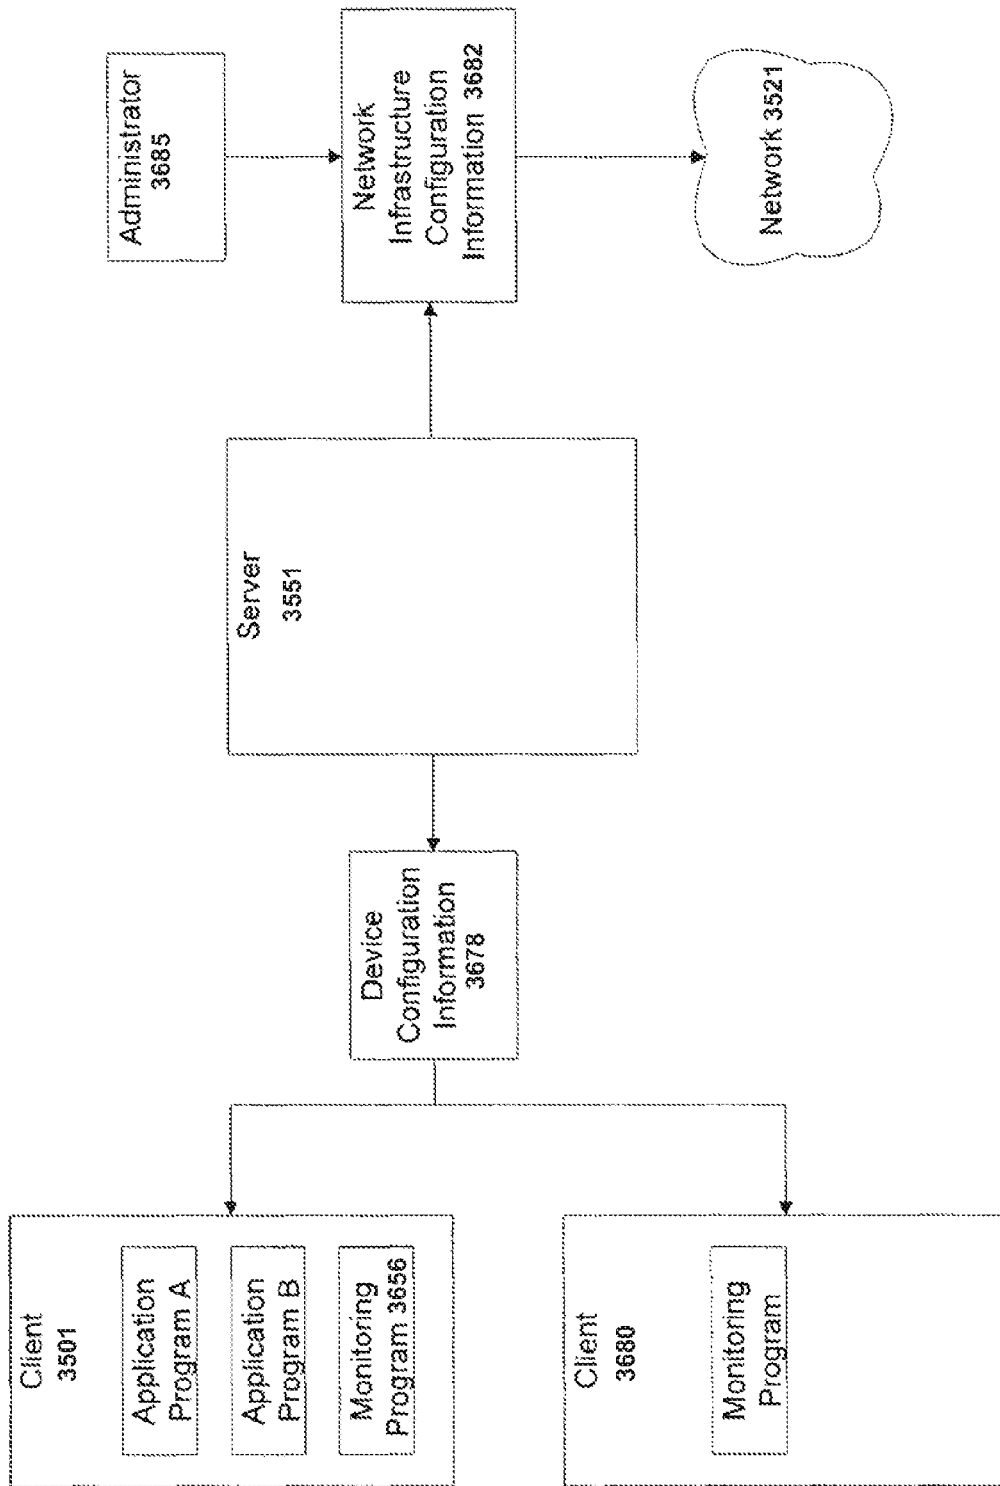 Client
3501
Application
Program A
Application
Program B
Monitoring
Program 3656
Client
3680
Monitoring
Program
Device
Configuration
Information
3678
Server
3551
Administrator
3685
Network
Infrastructure
Configuration
Information 3682
Network 3521